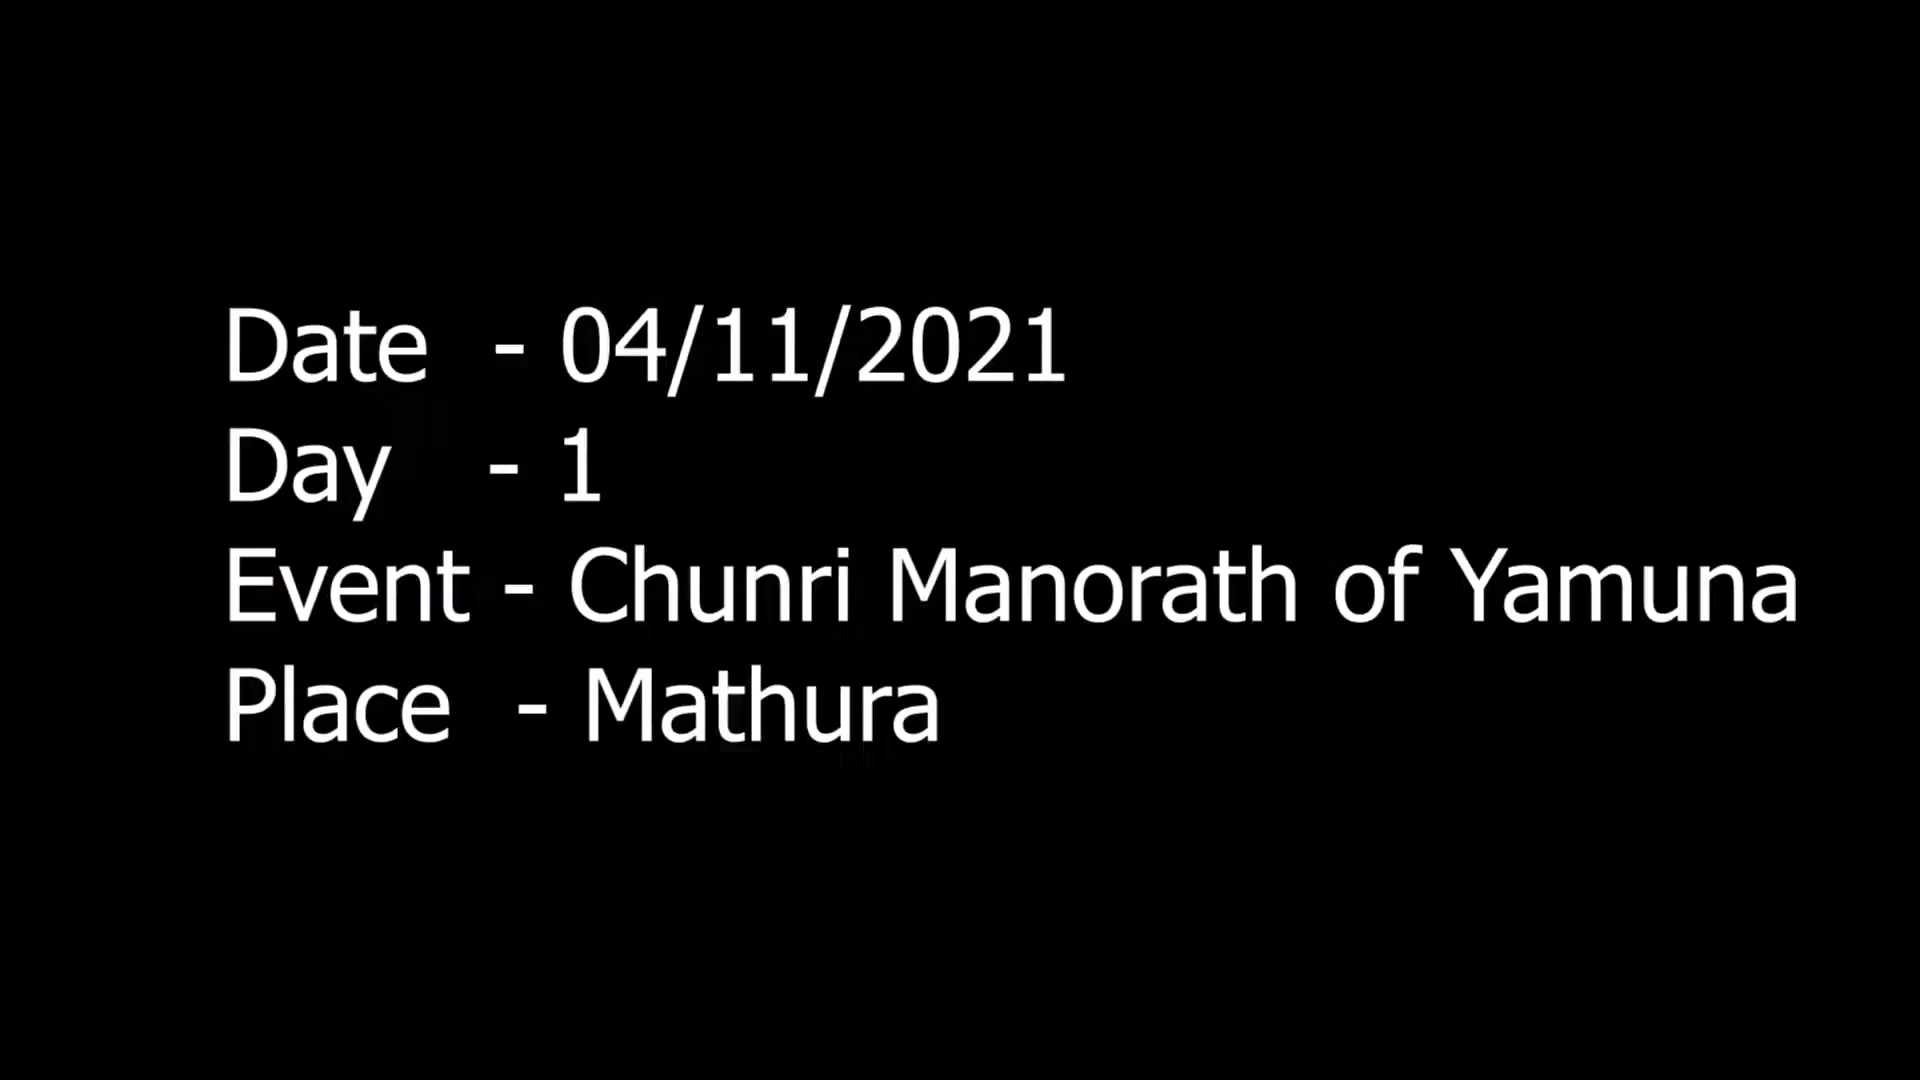 Date - 04/11/2021
Day - 1
Event - Chunri Manorath of Yamuna
Place - Mathura